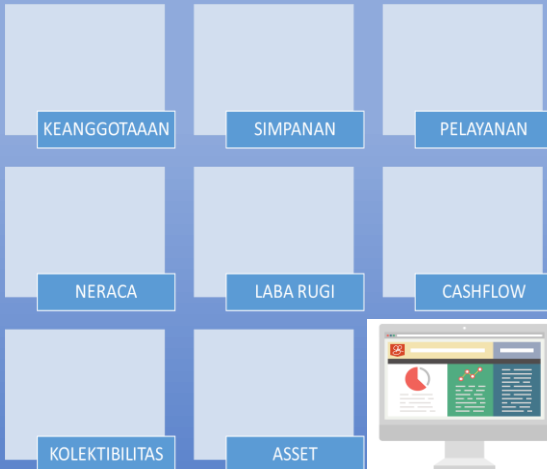 KEANGGOTAAAN
SIMPANAN
PELAYANAN
NERACA
LABA RUGI
CASHFLOW
KOLEKTIBILITAS
ASSET